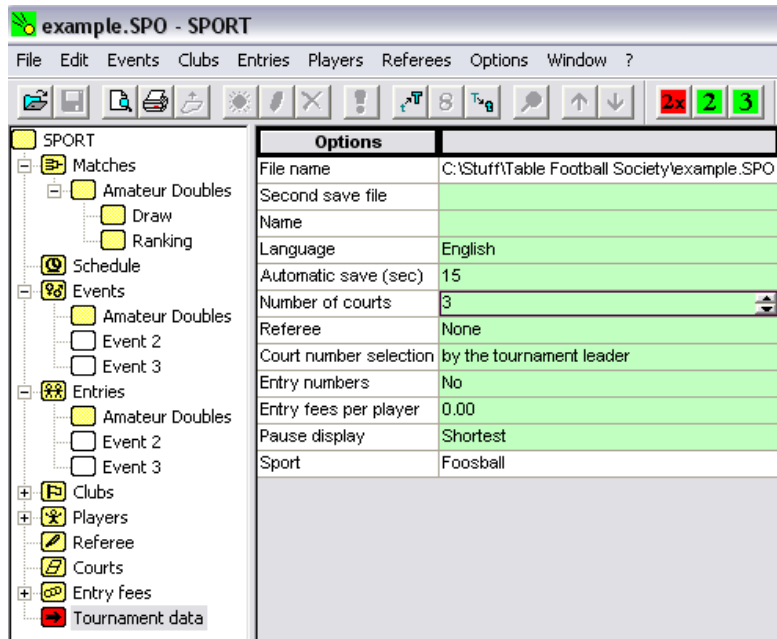 example.SPO - SPORT
File Edit Events Clubs Entries Players Referees Options Window ?
2x 2 3
SPORT
Matches
Amateur Doubles
Draw
Ranking
Schedule
Events
Amateur Doubles
Event 2
Event 3
Entries
Amateur Doubles
Event 2
Event 3
Clubs
Players
Referee
Courts
Entry fees
Tournament data
Options
File name C:\Stuff\Table Football Society\example.SPO
Second save file
Name
Language English
Automatic save (sec) 15
Number of courts 3
Referee None
Court number selection by the tournament leader
Entry numbers No
Entry fees per player 0.00
Pause display Shortest
Sport Foosball